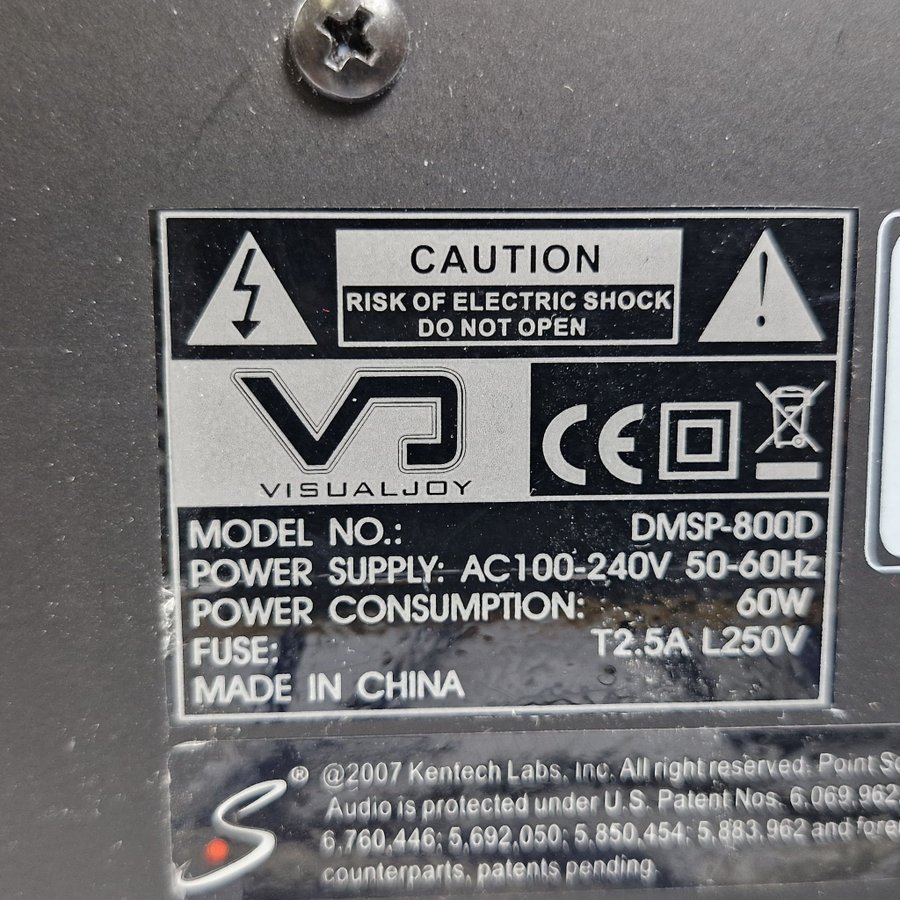 CAUTION
RISK OF ELECTRIC SHOCK
DO NOT OPEN
VISUALJOY
CE
MODEL NO.: DMSP-800D
POWER SUPPLY: AC100-240V 50-60Hz
POWER CONSUMPTION: 60W
FUSE: T2.5A L250V
MADE IN CHINA
® @2007 Kentech Labs, Inc. All right reserved. Point
Audio is protected under U.S. Patent Nos. 6,069,962
6,760,446; 5,692,050; 5,850,454; 5,883,962 and
counterparts, patents pending.